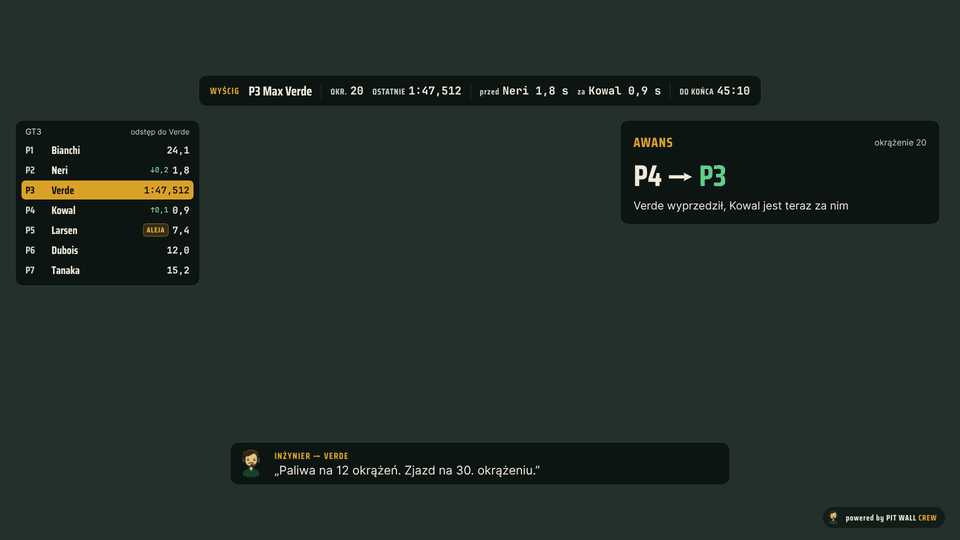 WYŚCIG P3 Max Verde OKR. 20 OSTATNIE 1:47,512 przed Neri 1,8 s za Kowal 0,9 s DO KOŃCA 45:10
GT3 odstęp do Verde
P1 Bianchi 24,1
P2 Neri ↓0,2 1,8
P3 Verde 1:47,512
P4 Kowal ↑0,1 0,9
P5 Larsen ALEJA 7,4
P6 Dubois 12,0
P7 Tanaka 15,2
AWANS okrążenie 20
P4 → P3
Verde wyprzedził, Kowal jest teraz za nim
INŻYNIER → VERDE
„Paliwa na 12 okrążeń. Zjazd na 30. okrążeniu.”
powered by PIT WALL CREW